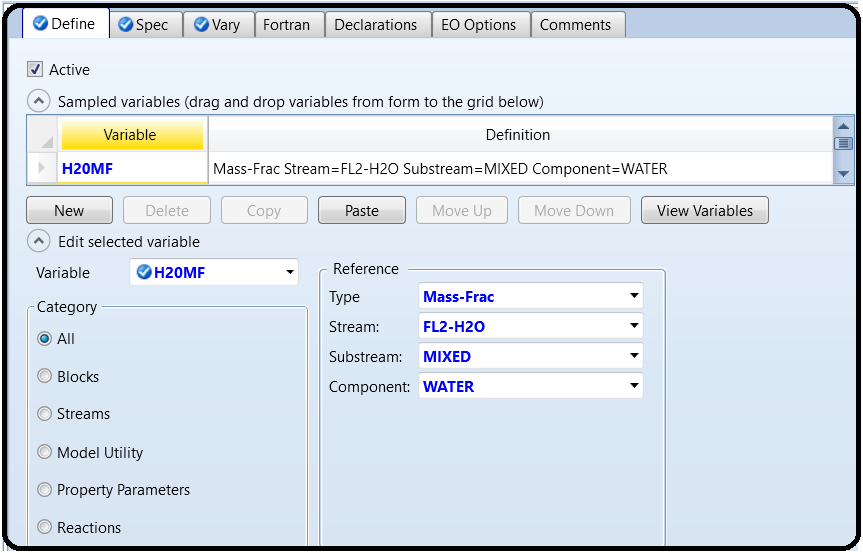 Define Spec Vary Fortran Declarations EO Options Comments
Active
Sampled variables (drag and drop variables from form to the grid below)
Variable Definition
H20MF Mass-Frac Stream=FL2-H2O Substream=MIXED Component=WATER
New Delete Copy Paste Move Up Move Down View Variables
Edit selected variable
Variable H20MF
Category
All
Blocks
Streams
Model Utility
Property Parameters
Reactions
Reference
Type Mass-Frac
Stream: FL2-H2O
Substream: MIXED
Component: WATER